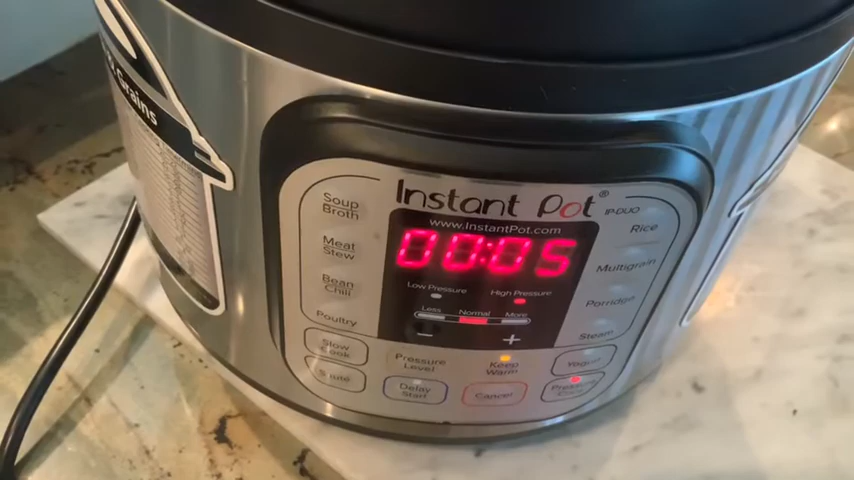 & Grains
Instant Pot®
IP-DUO
www.InstantPot.com
00:05
Low Pressure
High Pressure
Less
Normal
More
− +
Soup
Broth
Meat
Stew
Bean
Chili
Poultry
Slow
Cook
Sauté
Rice
Multigrain
Porridge
Steam
Yogurt
Pressure
Cook
Pressure
Level
Keep
Warm
Delay
Start
Cancel